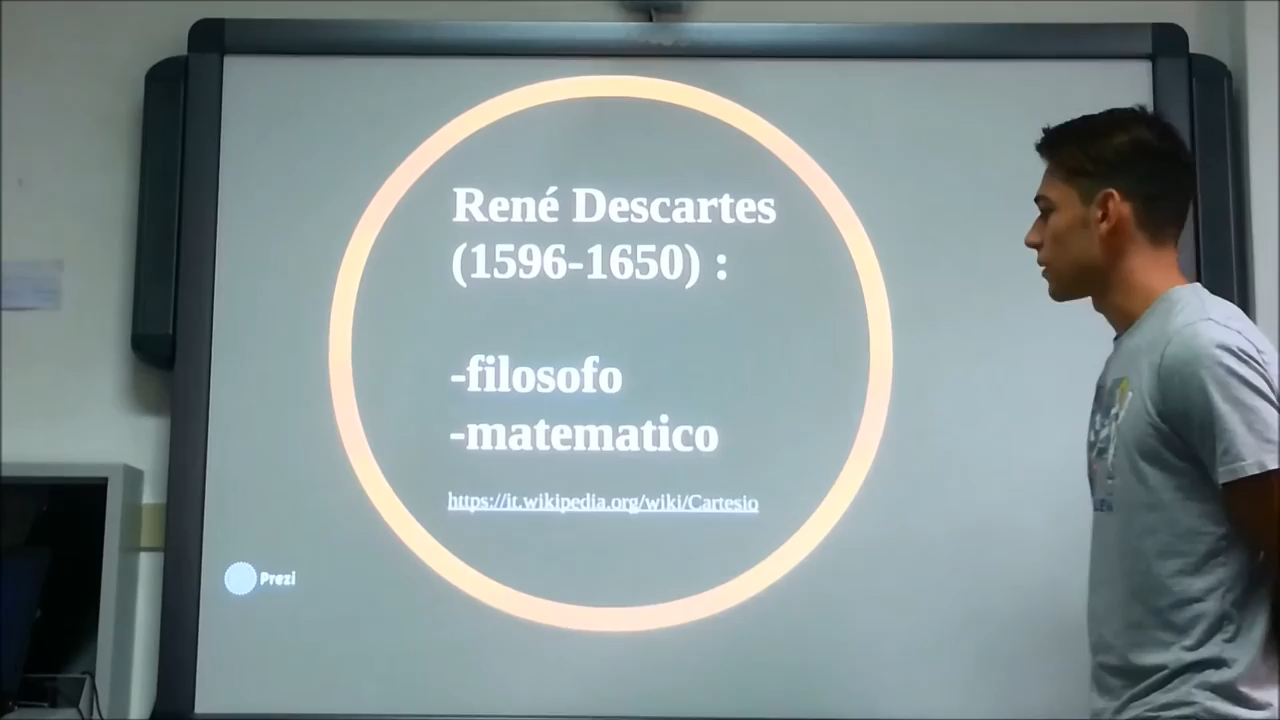 René Descartes
(1596-1650) :
-filosofo
-matematico
https://it.wikipedia.org/wiki/Cartesio
Prezi